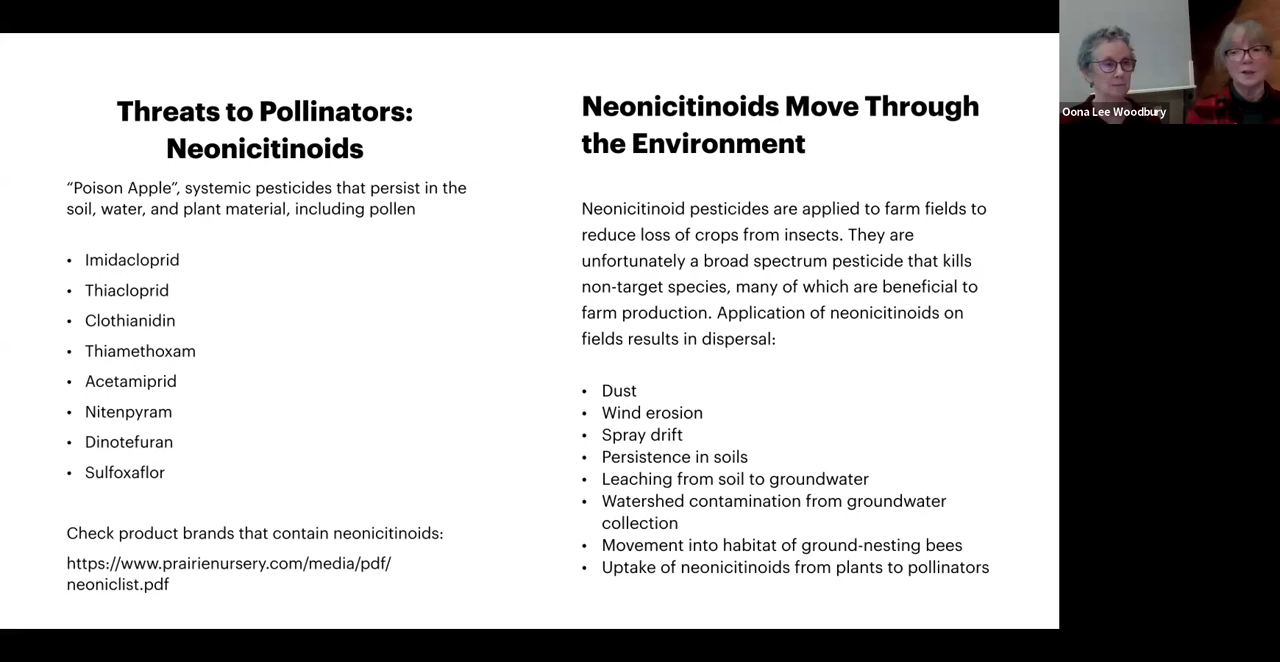 Threats to Pollinators:
Neonicitinoids
“Poison Apple”, systemic pesticides that persist in the
soil, water, and plant material, including pollen
• Imidacloprid
• Thiacloprid
• Clothianidin
• Thiamethoxam
• Acetamiprid
• Nitenpyram
• Dinotefuran
• Sulfoxaflor
Check product brands that contain neonicitinoids:
https://www.prairienursery.com/media/pdf/
neoniclist.pdf
Neonicitinoids Move Through
the Environment
Neonicitinoid pesticides are applied to farm fields to
reduce loss of crops from insects. They are
unfortunately a broad spectrum pesticide that kills
non-target species, many of which are beneficial to
farm production. Application of neonicitinoids on
fields results in dispersal:
• Dust
• Wind erosion
• Spray drift
• Persistence in soils
• Leaching from soil to groundwater
• Watershed contamination from groundwater
collection
• Movement into habitat of ground-nesting bees
• Uptake of neonicitinoids from plants to pollinators
Oona Lee Woodbury